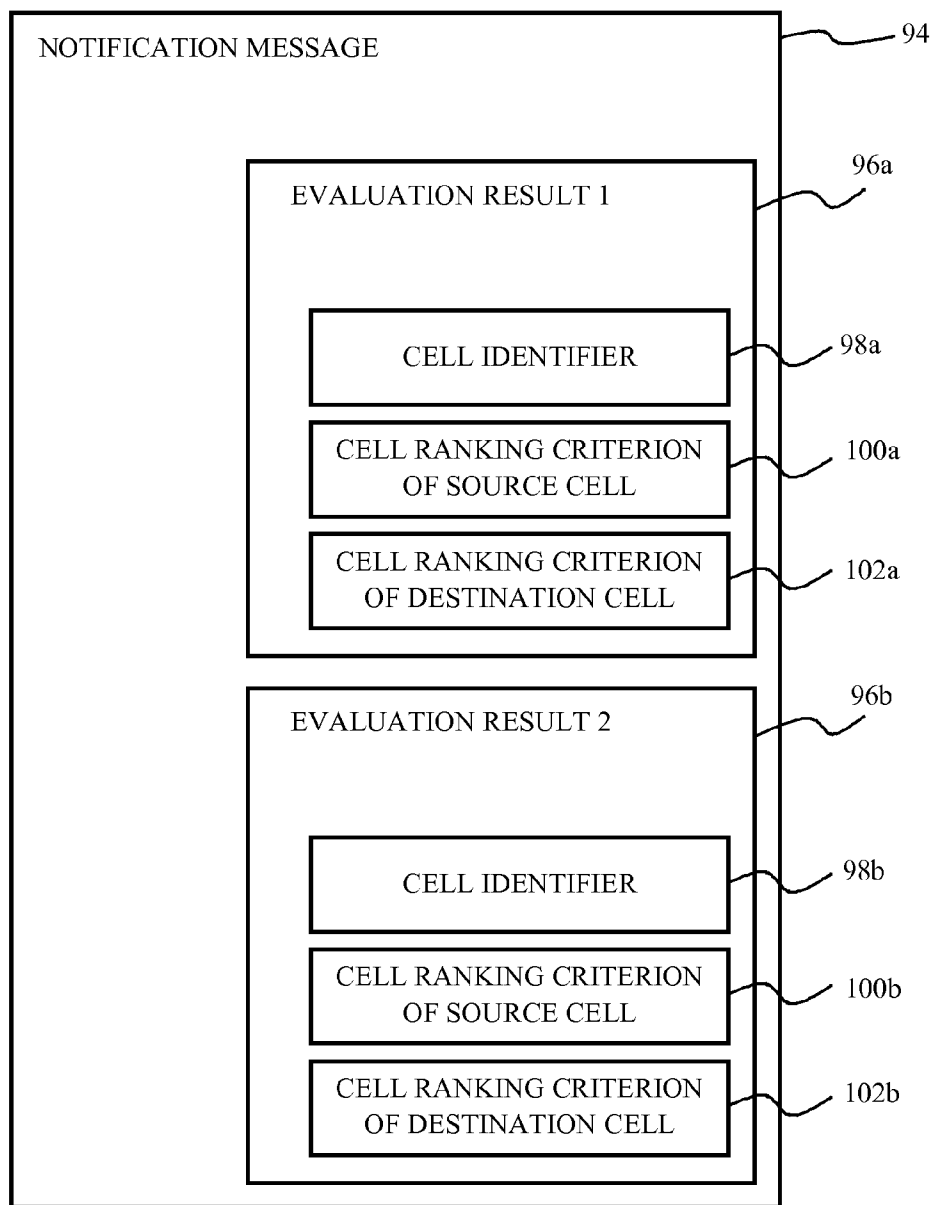 NOTIFICATION MESSAGE
94
96a
EVALUATION RESULT 1
CELL IDENTIFIER
98a
CELL RANKING CRITERION
OF SOURCE CELL
100a
CELL RANKING CRITERION
OF DESTINATION CELL
102a
96b
EVALUATION RESULT 2
CELL IDENTIFIER
98b
CELL RANKING CRITERION
OF SOURCE CELL
100b
CELL RANKING CRITERION
OF DESTINATION CELL
102b